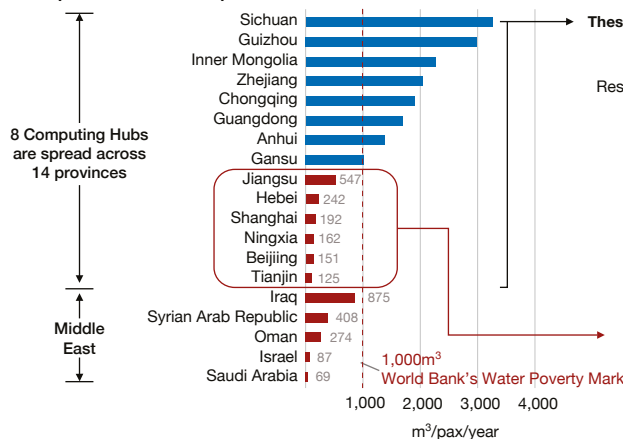 Sichuan
Guizhou
Inner Mongolia
Zhejiang
Chongqing
Guangdong
Anhui
Gansu
Jiangsu 547
Hebei 242
Shanghai 192
Ningxia 162
Beijiing 151
Tianjin 125
Iraq 875
Syrian Arab Republic 408
Oman 274
Israel 87
Saudi Arabia 69
8 Computing Hubs
are spread across
14 provinces
Middle
East
Thes
Res
1,000m³
World Bank's Water Poverty Mark
1,000 2,000 3,000 4,000
m³/pax/year